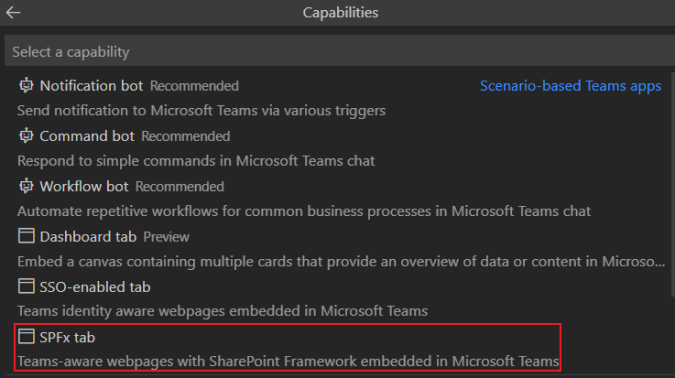 Capabilities
Select a capability
Notification bot Recommended Scenario-based Teams apps
Send notification to Microsoft Teams via various triggers
Command bot Recommended
Respond to simple commands in Microsoft Teams chat
Workflow bot Recommended
Automate repetitive workflows for common business processes in Microsoft Teams chat
Dashboard tab Preview
Embed a canvas containing multiple cards that provide an overview of data or content in Microso...
SSO-enabled tab
Teams identity aware webpages embedded in Microsoft Teams
SPFx tab
Teams-aware webpages with SharePoint Framework embedded in Microsoft Teams